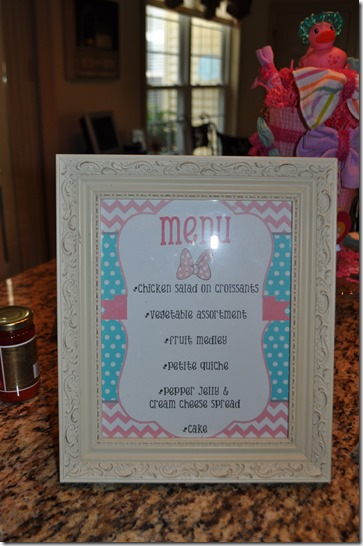 menu
*Chicken Salad on Croissants
*Vegetable Assortment
*Fruit Medley
*Petite Quiche
*Pepper Jelly &
Cream Cheese Spread
*Cake